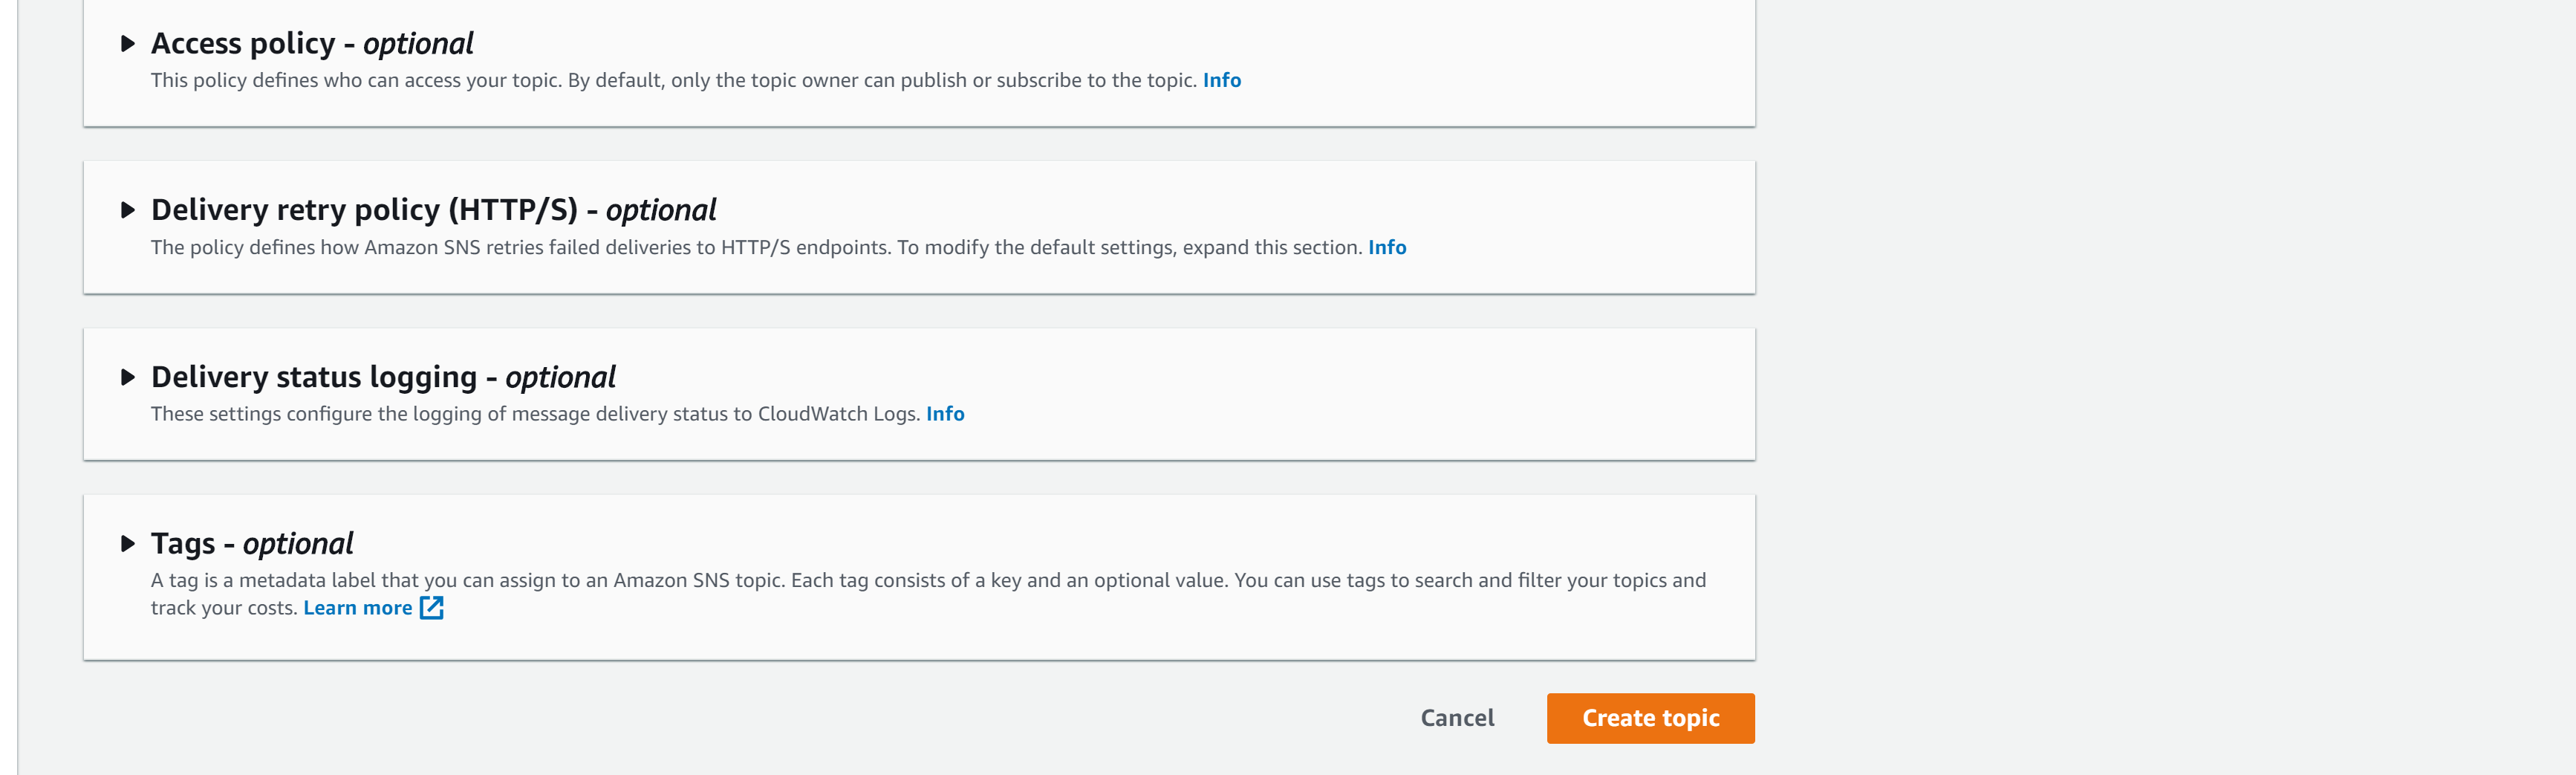 Access policy - optional
This policy defines who can access your topic. By default, only the topic owner can publish or subscribe to the topic. Info
Delivery retry policy (HTTP/S) - optional
The policy defines how Amazon SNS retries failed deliveries to HTTP/S endpoints. To modify the default settings, expand this section. Info
Delivery status logging - optional
These settings configure the logging of message delivery status to CloudWatch Logs. Info
Tags - optional
A tag is a metadata label that you can assign to an Amazon SNS topic. Each tag consists of a key and an optional value. You can use tags to search and filter your topics and
track your costs. Learn more
Cancel
Create topic